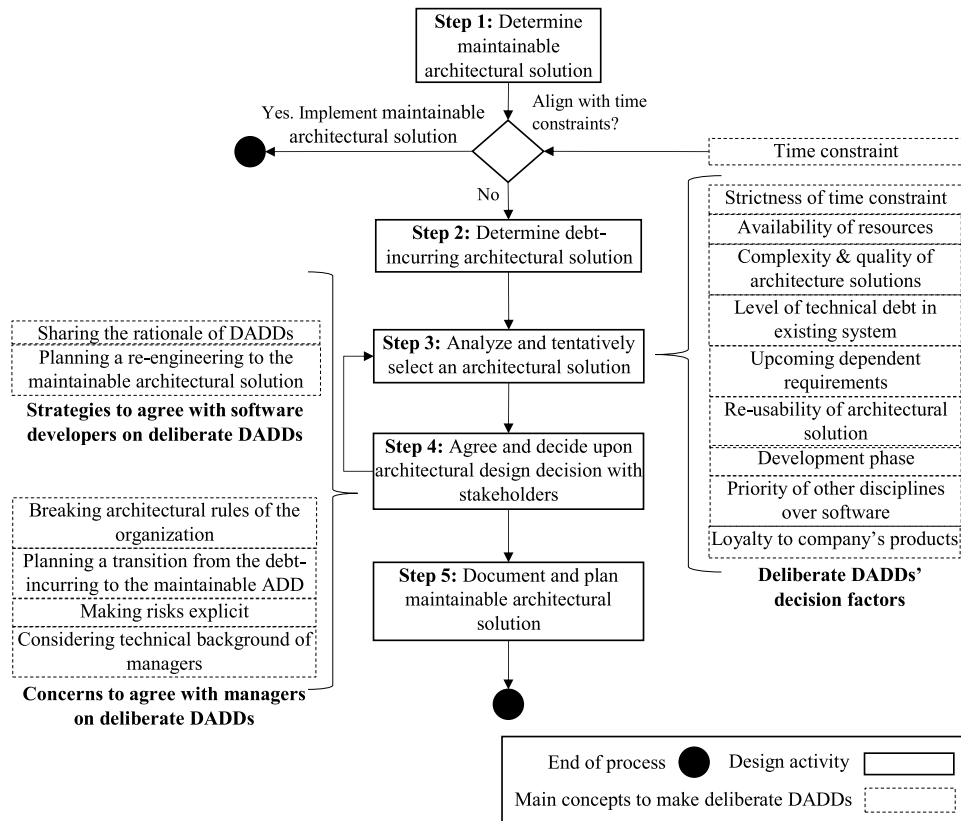 Step 1: Determine
maintainable
architectural solution
Yes. Implement maintainable
architectural solution
Align with time
constraints?
Time constraint
No
Step 2: Determine debt-
incurring architectural solution
Step 3: Analyze and tentatively
select an architectural solution
Step 4: Agree and decide upon
architectural design decision with
stakeholders
Step 5: Document and plan
maintainable architectural
solution
Sharing the rationale of DADDs
Planning a re-engineering to the
maintainable architectural solution
Strategies to agree with software
developers on deliberate DADDs
Breaking architectural rules of the
organization
Planning a transition from the debt-
incurring to the maintainable ADD
Making risks explicit
Considering technical background of
managers
Concerns to agree with managers
on deliberate DADDs
Strictness of time constraint
Availability of resources
Complexity & quality of
architecture solutions
Level of technical debt in
existing system
Upcoming dependent
requirements
Re-usability of architectural
solution
Development phase
Priority of other disciplines
over software
Loyalty to company's products
Deliberate DADDs'
decision factors
End of process
Design activity
Main concepts to make deliberate DADDs